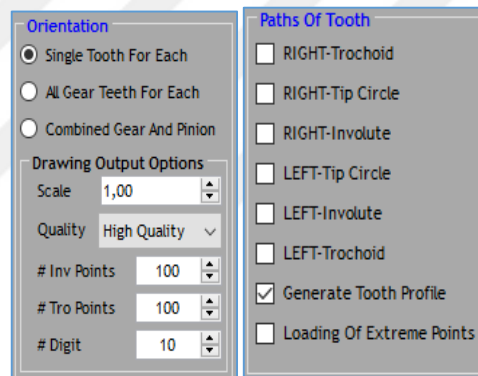 Orientation
Single Tooth For Each
All Gear Teeth For Each
Combined Gear And Pinion
Drawing Output Options
Scale 1,00
Quality High Quality
# Inv Points 100
# Tro Points 100
# Digit 10
Paths Of Tooth
RIGHT-Trochoid
RIGHT-Tip Circle
RIGHT-Involute
LEFT-Tip Circle
LEFT-Involute
LEFT-Trochoid
Generate Tooth Profile
Loading Of Extreme Points